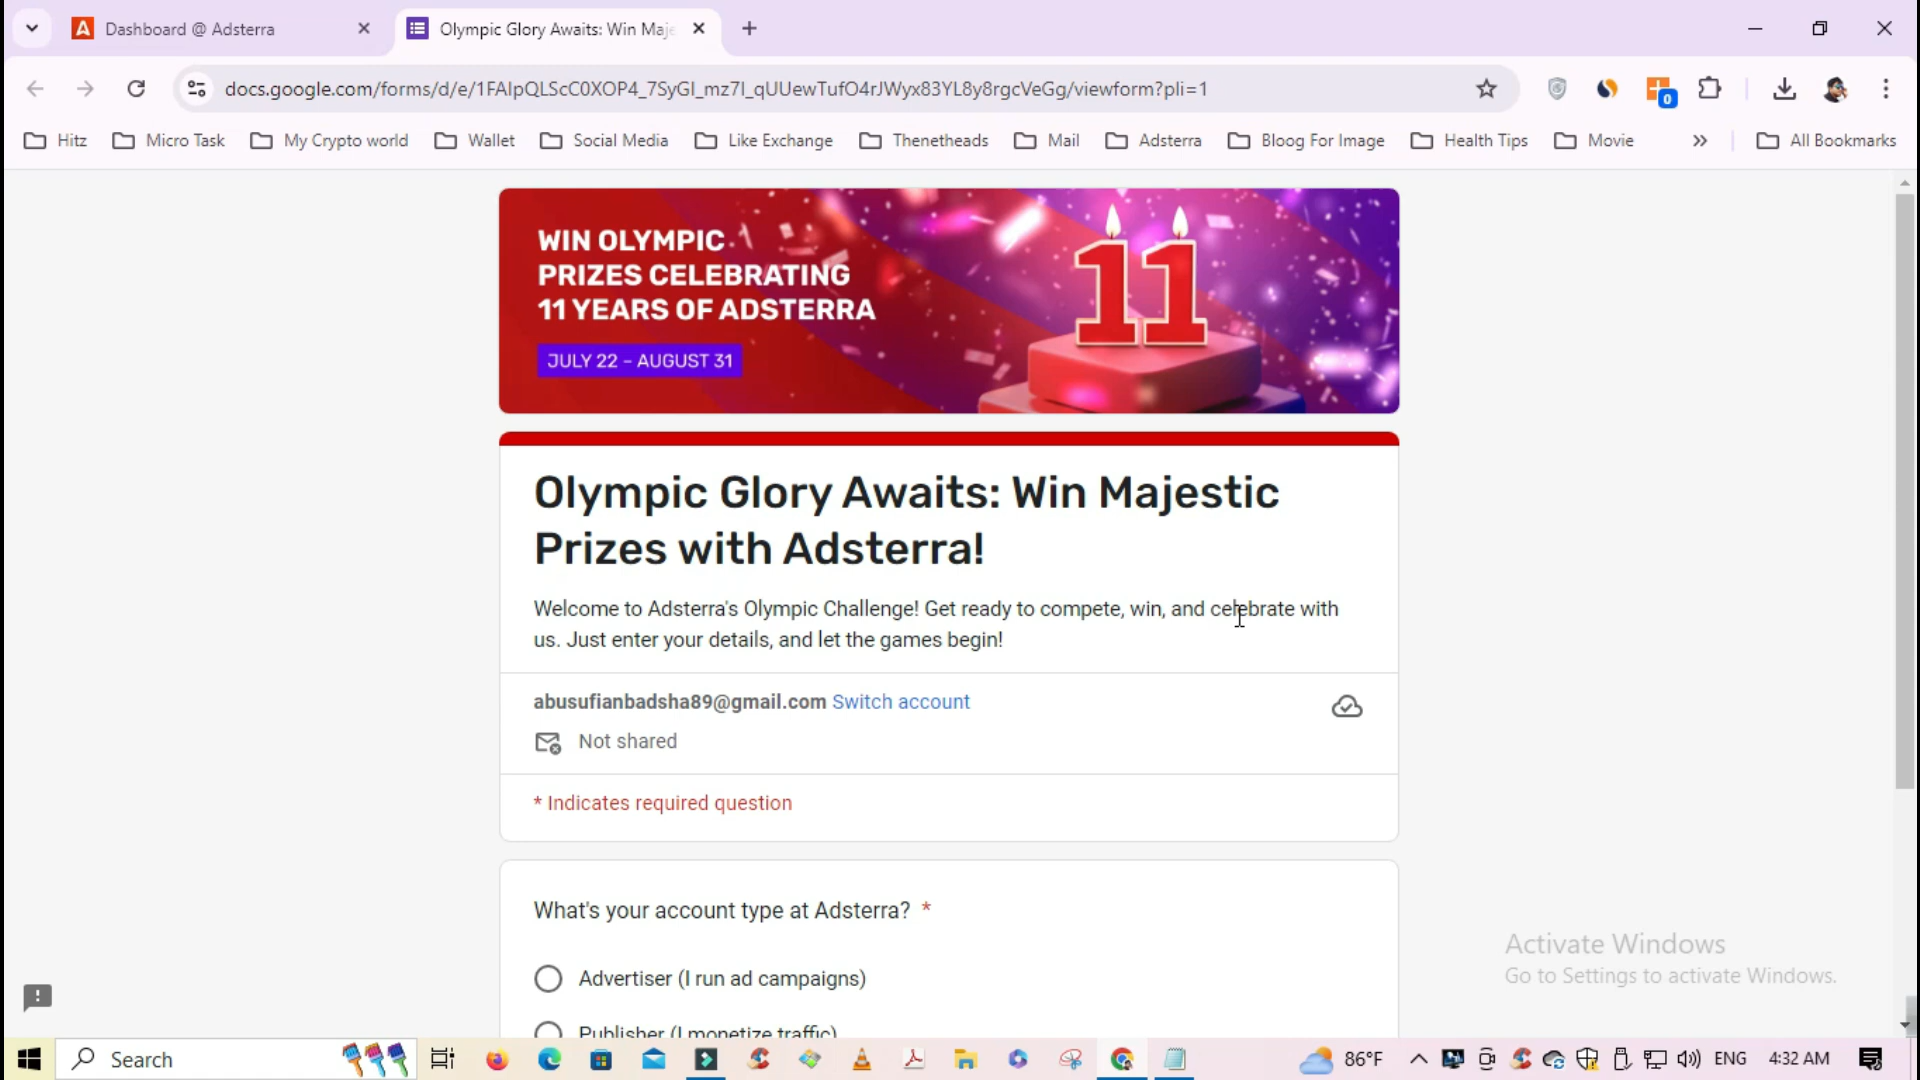 Dashboard @ Adsterra
Olympic Glory Awaits: Win Maje
docs.google.com/forms/d/e/1FAIpQLScC0XOP4_7SyGI_mz7I_qUUewTufO4rJWyx83YL8y8rgcVeGg/viewform?pli=1
0
Hitz Micro Task My Crypto world Wallet Social Media Like Exchange Thenetheads Mail Adsterra Bloog For Image Health Tips Movie » All Bookmarks
WIN OLYMPIC
PRIZES CELEBRATING
11 YEARS OF ADSTERRA
JULY 22 – AUGUST 31
11
Olympic Glory Awaits: Win Majestic
Prizes with Adsterra!
Welcome to Adsterra's Olympic Challenge! Get ready to compete, win, and celebrate with
us. Just enter your details, and let the games begin!
abusufianbadsha89@gmail.com Switch account
Not shared
* Indicates required question
What's your account type at Adsterra? *
Advertiser (I run ad campaigns)
Publisher (I monetize traffic)
Activate Windows
Go to Settings to activate Windows.
Search
86°F
ENG
4:32 AM